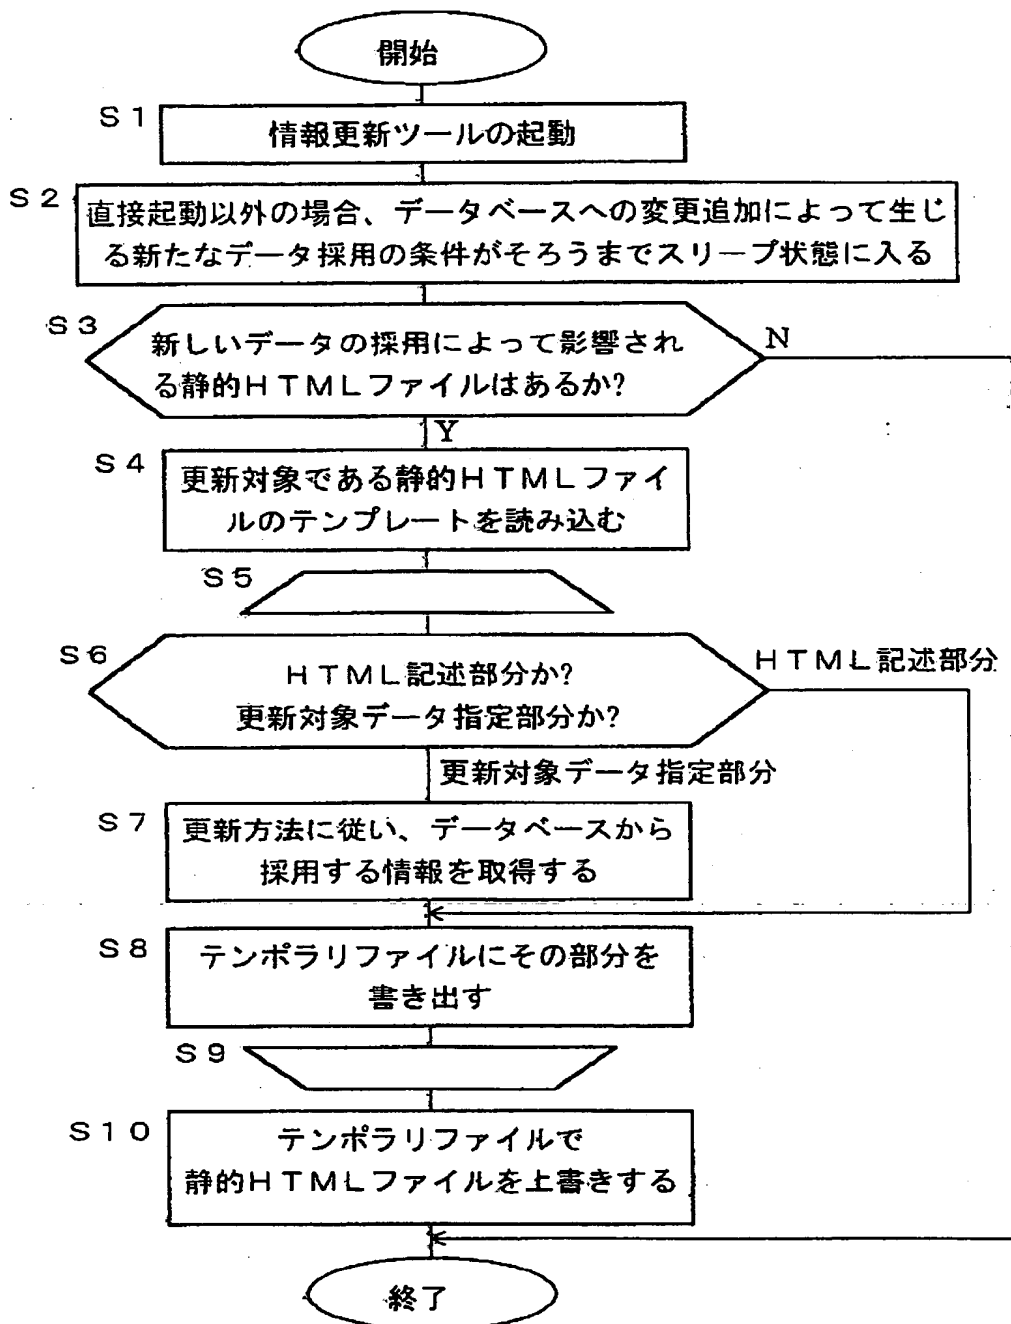 開始
S1
情報更新ツールの起動
S2
直接起動以外の場合、データベースへの変更追加によって生じ
る新たなデータ採用の条件がそろうまでスリープ状態に入る
S3
新しいデータの採用によって影響され
る静的HTMLファイルはあるか?
N
Y
S4
更新対象である静的HTMLファイ
ルのテンプレートを読み込む
S5
S6
HTML記述部分か?
更新対象データ指定部分か?
HTML記述部分
更新対象データ指定部分
S7
更新方法に従い、データベースから
採用する情報を取得する
S8
テンポラリファイルにその部分を
書き出す
S9
S10
テンポラリファイルで
静的HTMLファイルを上書きする
終了